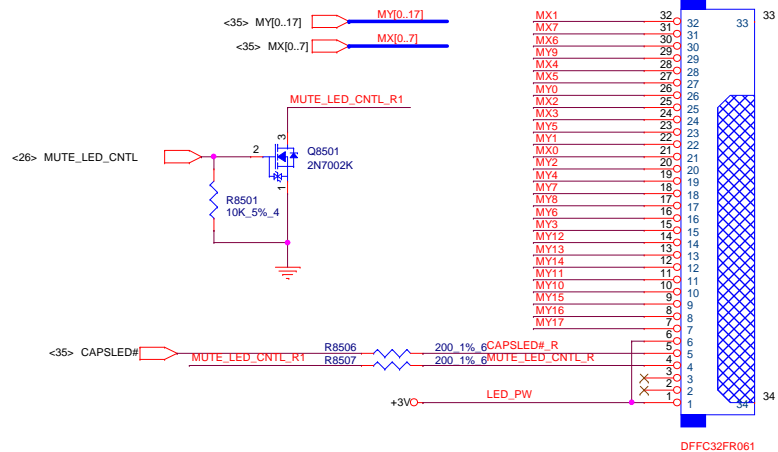 <35> MY[0..17] MY[0..17]
<35> MX[0..7] MX[0..7]
MUTE_LED_CNTL_R1
<26> MUTE_LED_CNTL
2
3
1
Q8501
2N7002K
R8501
10K_5%_4
<35> CAPSLED# R8506 200_1%_6 CAPSLED#_R
MUTE_LED_CNTL_R1 R8507 200_1%_6 MUTE_LED_CNTL_R
+3V LED_PW
MX1 32 32
MX7 31 31
MX6 30 30
MY9 29 29
MX4 28 28
MX5 27 27
MY0 26 26
MX2 25 25
MX3 24 24
MY5 23 23
MY1 22 22
MX0 21 21
MY2 20 20
MY4 19 19
MY7 18 18
MY8 17 17
MY6 16 16
MY3 15 15
MY12 14 14
MY13 13 13
MY14 12 12
MY11 11 11
MY10 10 10
MY15 9 9
MY16 8 8
MY17 7 7
6 6
5 5
4 4
3 3
2 2
1 1
33 33
34 34
DFFC32FR061